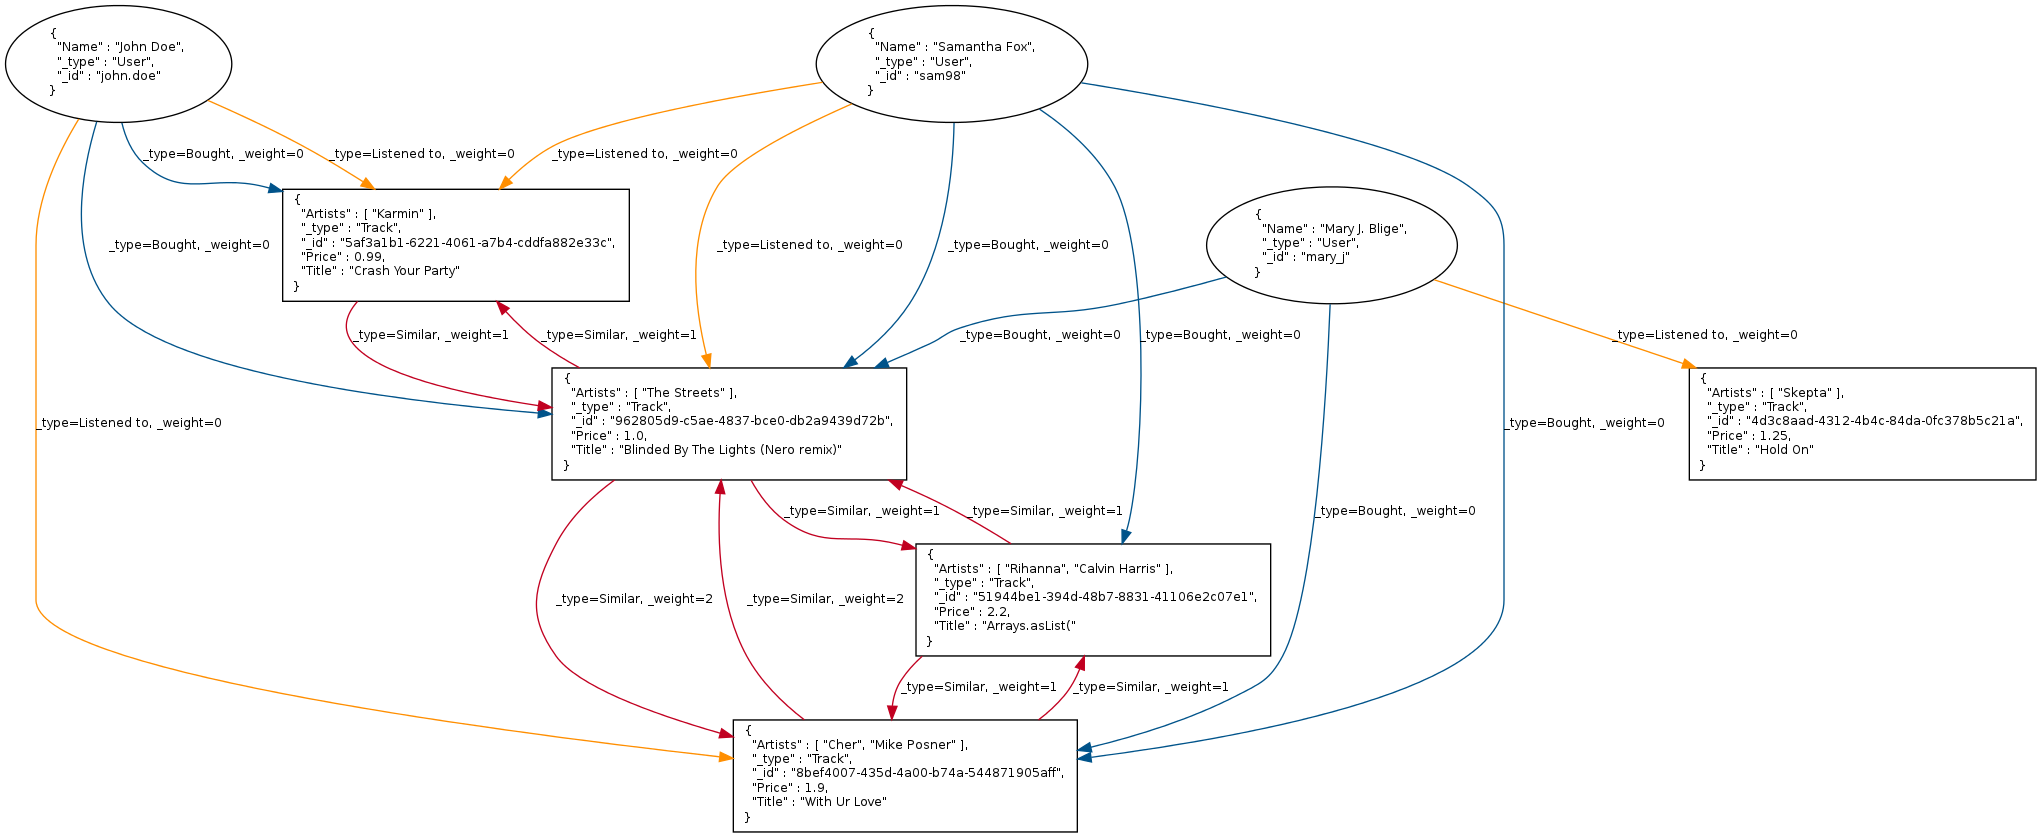 {
"Name" : "John Doe",
"_type" : "User",
"_id" : "john.doe"
}
{
"Name" : "Samantha Fox",
"_type" : "User",
"_id" : "sam98"
}
_type=Bought, _weight=0
_type=Listened to, _weight=0
_type=Listened to, _weight=0
{
"Artists" : [ "Karmin" ],
"_type" : "Track",
"_id" : "5af3a1b1-6221-4061-a7b4-cddfa882e33c",
"Price" : 0.99,
"Title" : "Crash Your Party"
}
{
"Name" : "Mary J. Blige",
"_type" : "User",
"_id" : "mary_j"
}
_type=Bought, _weight=0
_type=Listened to, _weight=0
_type=Bought, _weight=0
_type=Similar, _weight=1
_type=Similar, _weight=1
_type=Bought, _weight=0
_type=Bought, _weight=0
_type=Listened to, _weight=0
_type=Listened to, _weight=0
{
"Artists" : [ "The Streets" ],
"_type" : "Track",
"_id" : "962805d9-c5ae-4837-bce0-db2a9439d72b",
"Price" : 1.0,
"Title" : "Blinded By The Lights (Nero remix)"
}
_type=Bought, _weight=0
{
"Artists" : [ "Skepta" ],
"_type" : "Track",
"_id" : "4d3c8aad-4312-4b4c-84da-0fc378b5c21a",
"Price" : 1.25,
"Title" : "Hold On"
}
_type=Similar, _weight=1
_type=Similar, _weight=1
_type=Bought, _weight=0
_type=Similar, _weight=2
_type=Similar, _weight=2
{
"Artists" : [ "Rihanna", "Calvin Harris" ],
"_type" : "Track",
"_id" : "51944be1-394d-48b7-8831-41106e2c07e1",
"Price" : 2.2,
"Title" : "Arrays.asList("
}
_type=Similar, _weight=1
_type=Similar, _weight=1
{
"Artists" : [ "Cher", "Mike Posner" ],
"_type" : "Track",
"_id" : "8bef4007-435d-4a00-b74a-544871905aff",
"Price" : 1.9,
"Title" : "With Ur Love"
}